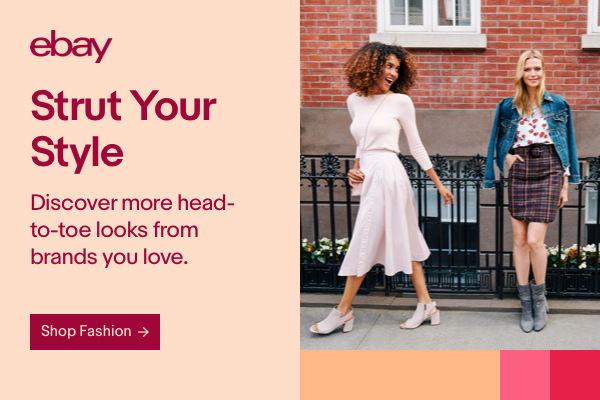 ebay
Strut Your
Style
Discover more head-
to-toe looks from
brands you love.
Shop Fashion →